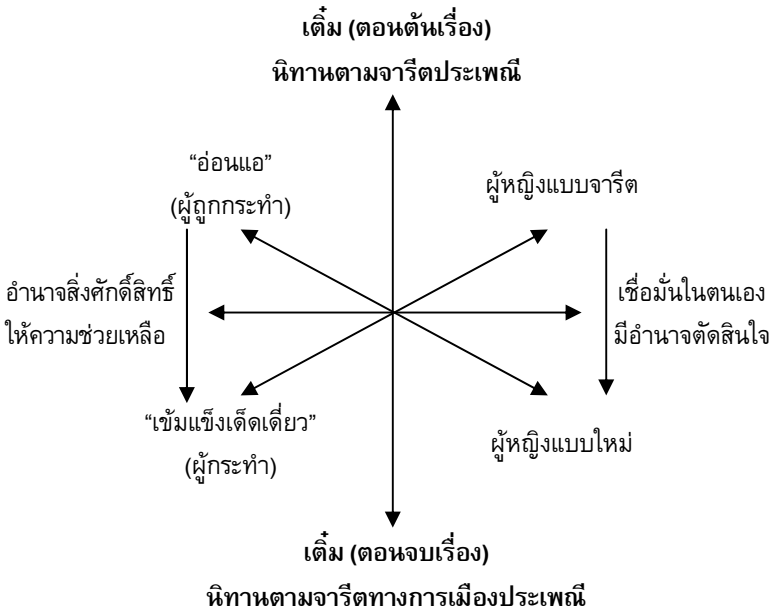 เติ๋ม (ตอนต้นเรื่อง)
นิทานตามจารีตประเพณี
“อ่อนแอ”
(ผู้ถูกกระทำ)
ผู้หญิงแบบจารีต
อำนาจสิ่งศักดิ์สิทธิ์
ให้ความช่วยเหลือ
เชื่อมั่นในตนเอง
มีอำนาจตัดสินใจ
“เข้มแข็งเด็ดเดี่ยว”
(ผู้กระทำ)
ผู้หญิงแบบใหม่
เติ๋ม (ตอนจบเรื่อง)
นิทานตามจารีตทางการเมืองประเพณี